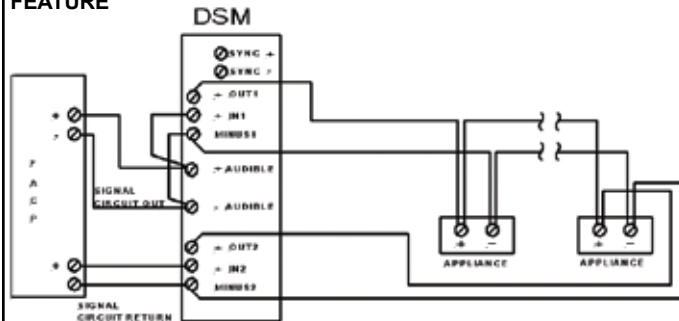 FEATURE
DSM
SYNC +
SYNC -
+ OUT1
+ IN1
MINUS1
+ AUDIBLE
- AUDIBLE
+ OUT2
+ IN2
MINUS2
+
-
F
A
C
P
SIGNAL
CIRCUIT OUT
+
-
SIGNAL
CIRCUIT RETURN
+ -
APPLIANCE
+ -
APPLIANCE